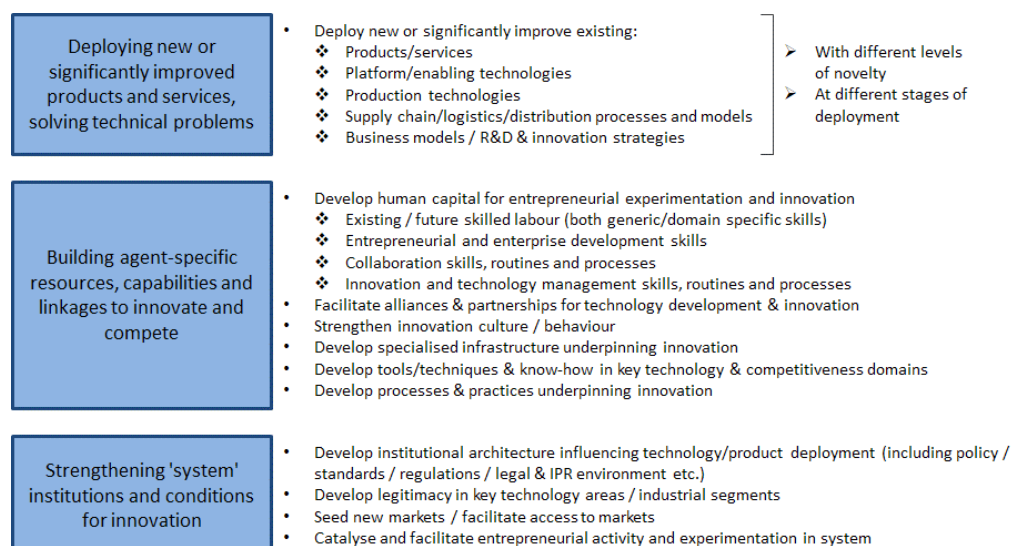 Deploying new or
significantly improved
products and services,
solving technical problems
• Deploy new or significantly improve existing:
❖ Products/services
❖ Platform/enabling technologies
❖ Production technologies
❖ Supply chain/logistics/distribution processes and models
❖ Business models / R&D & innovation strategies
➢ With different levels
of novelty
➢ At different stages of
deployment
Building agent-specific
resources, capabilities and
linkages to innovate and
compete
• Develop human capital for entrepreneurial experimentation and innovation
❖ Existing / future skilled labour (both generic/domain specific skills)
❖ Entrepreneurial and enterprise development skills
❖ Collaboration skills, routines and processes
❖ Innovation and technology management skills, routines and processes
• Facilitate alliances & partnerships for technology development & innovation
• Strengthen innovation culture / behaviour
• Develop specialised infrastructure underpinning innovation
• Develop tools/techniques & know-how in key technology & competitiveness domains
• Develop processes & practices underpinning innovation
Strengthening 'system'
institutions and conditions
for innovation
• Develop institutional architecture influencing technology/product deployment (including policy /
standards / regulations / legal & IPR environment etc.)
• Develop legitimacy in key technology areas / industrial segments
• Seed new markets / facilitate access to markets
• Catalyse and facilitate entrepreneurial activity and experimentation in system